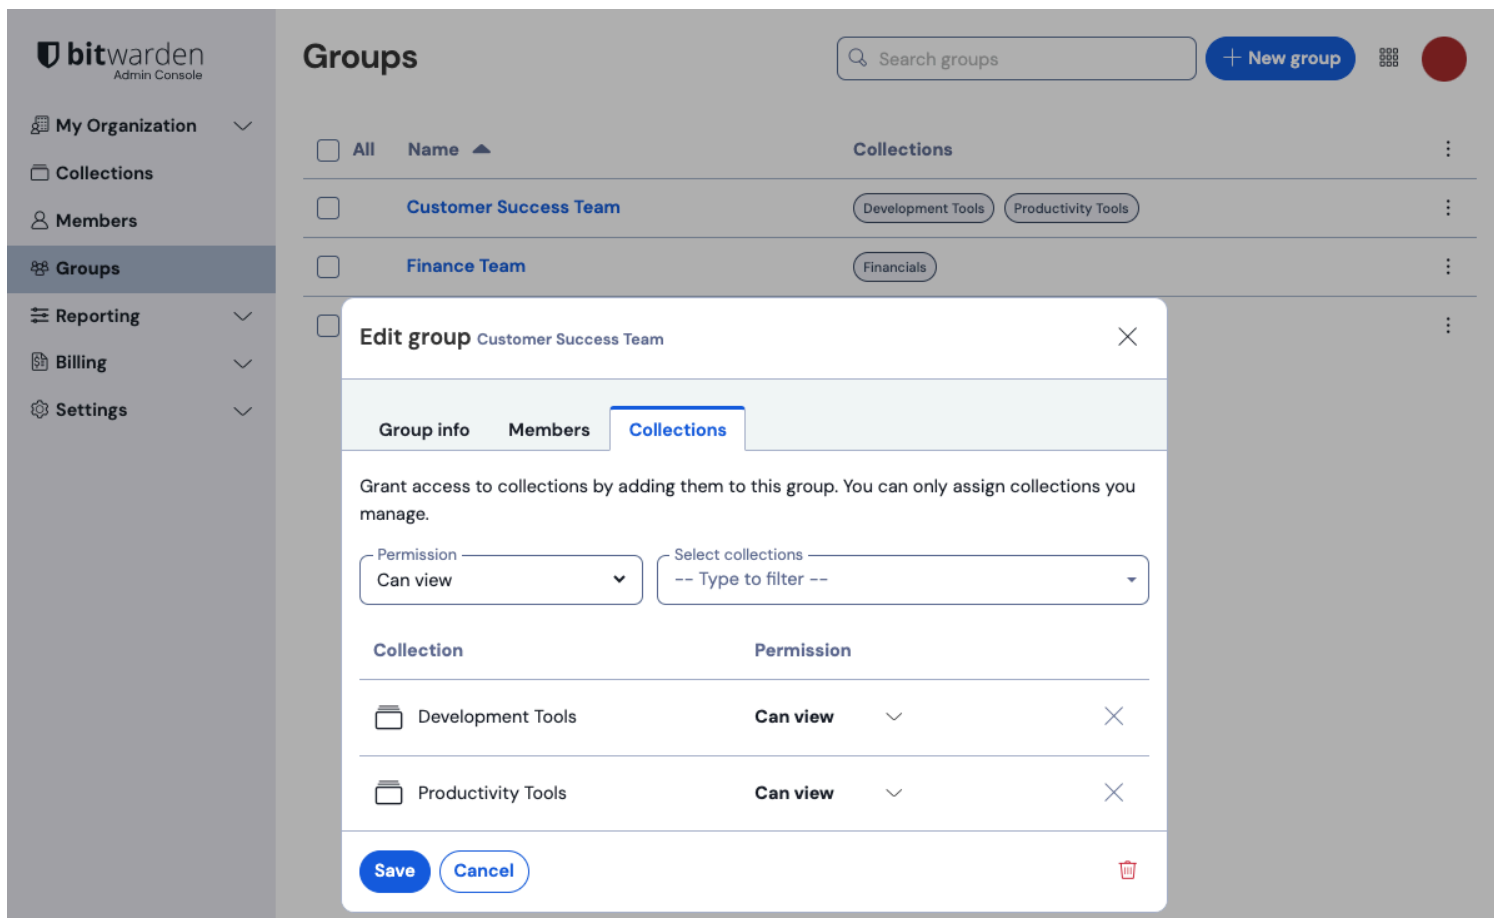 bitwarden
Admin Console
My Organization
Collections
Members
Groups
Reporting
Billing
Settings
Groups
Search groups
New group
All
Name
Collections
Customer Success Team
Development Tools
Productivity Tools
Finance Team
Financials
Edit group Customer Success Team
Group info
Members
Collections
Grant access to collections by adding them to this group. You can only assign collections you
manage.
Permission
Can view
Select collections
-- Type to filter --
Collection
Permission
Development Tools
Can view
Productivity Tools
Can view
Save
Cancel